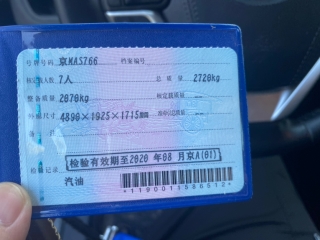 号牌号码 京MAS766 档案编号
核定载人数 7人 总质量 2720kg
整备质量 2070kg 核定载质量 --
外廓尺寸 4890×1925×1715mm 准牵引总质量 --
备注
检验有效期至2020年08月京A(01)
检验记录
汽油